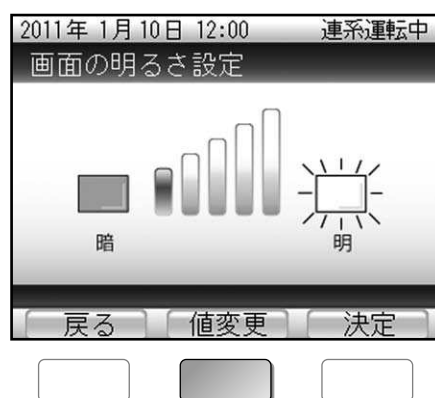 2011年 1月10日 12:00 連系運転中
画面の明るさ設定
暗 明
戻る 値変更 決定